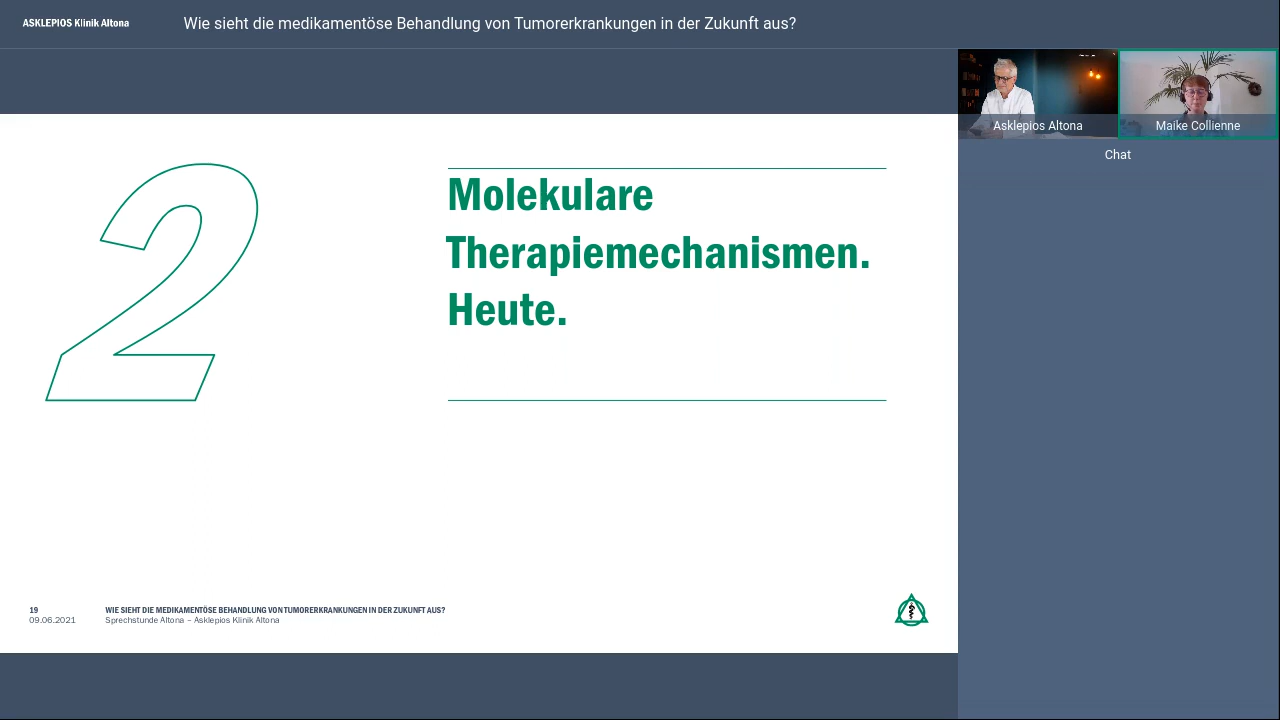 ASKLEPIOS Klinik Altona
Wie sieht die medikamentöse Behandlung von Tumorerkrankungen in der Zukunft aus?
Asklepios Altona
Maike Collienne
Chat
2
Molekulare
Therapiemechanismen.
Heute.
19
WIE SIEHT DIE MEDIKAMENTÖSE BEHANDLUNG VON TUMORERKRANKUNGEN IN DER ZUKUNFT AUS?
09.06.2021
Sprechstunde Altona – Asklepios Klinik Altona